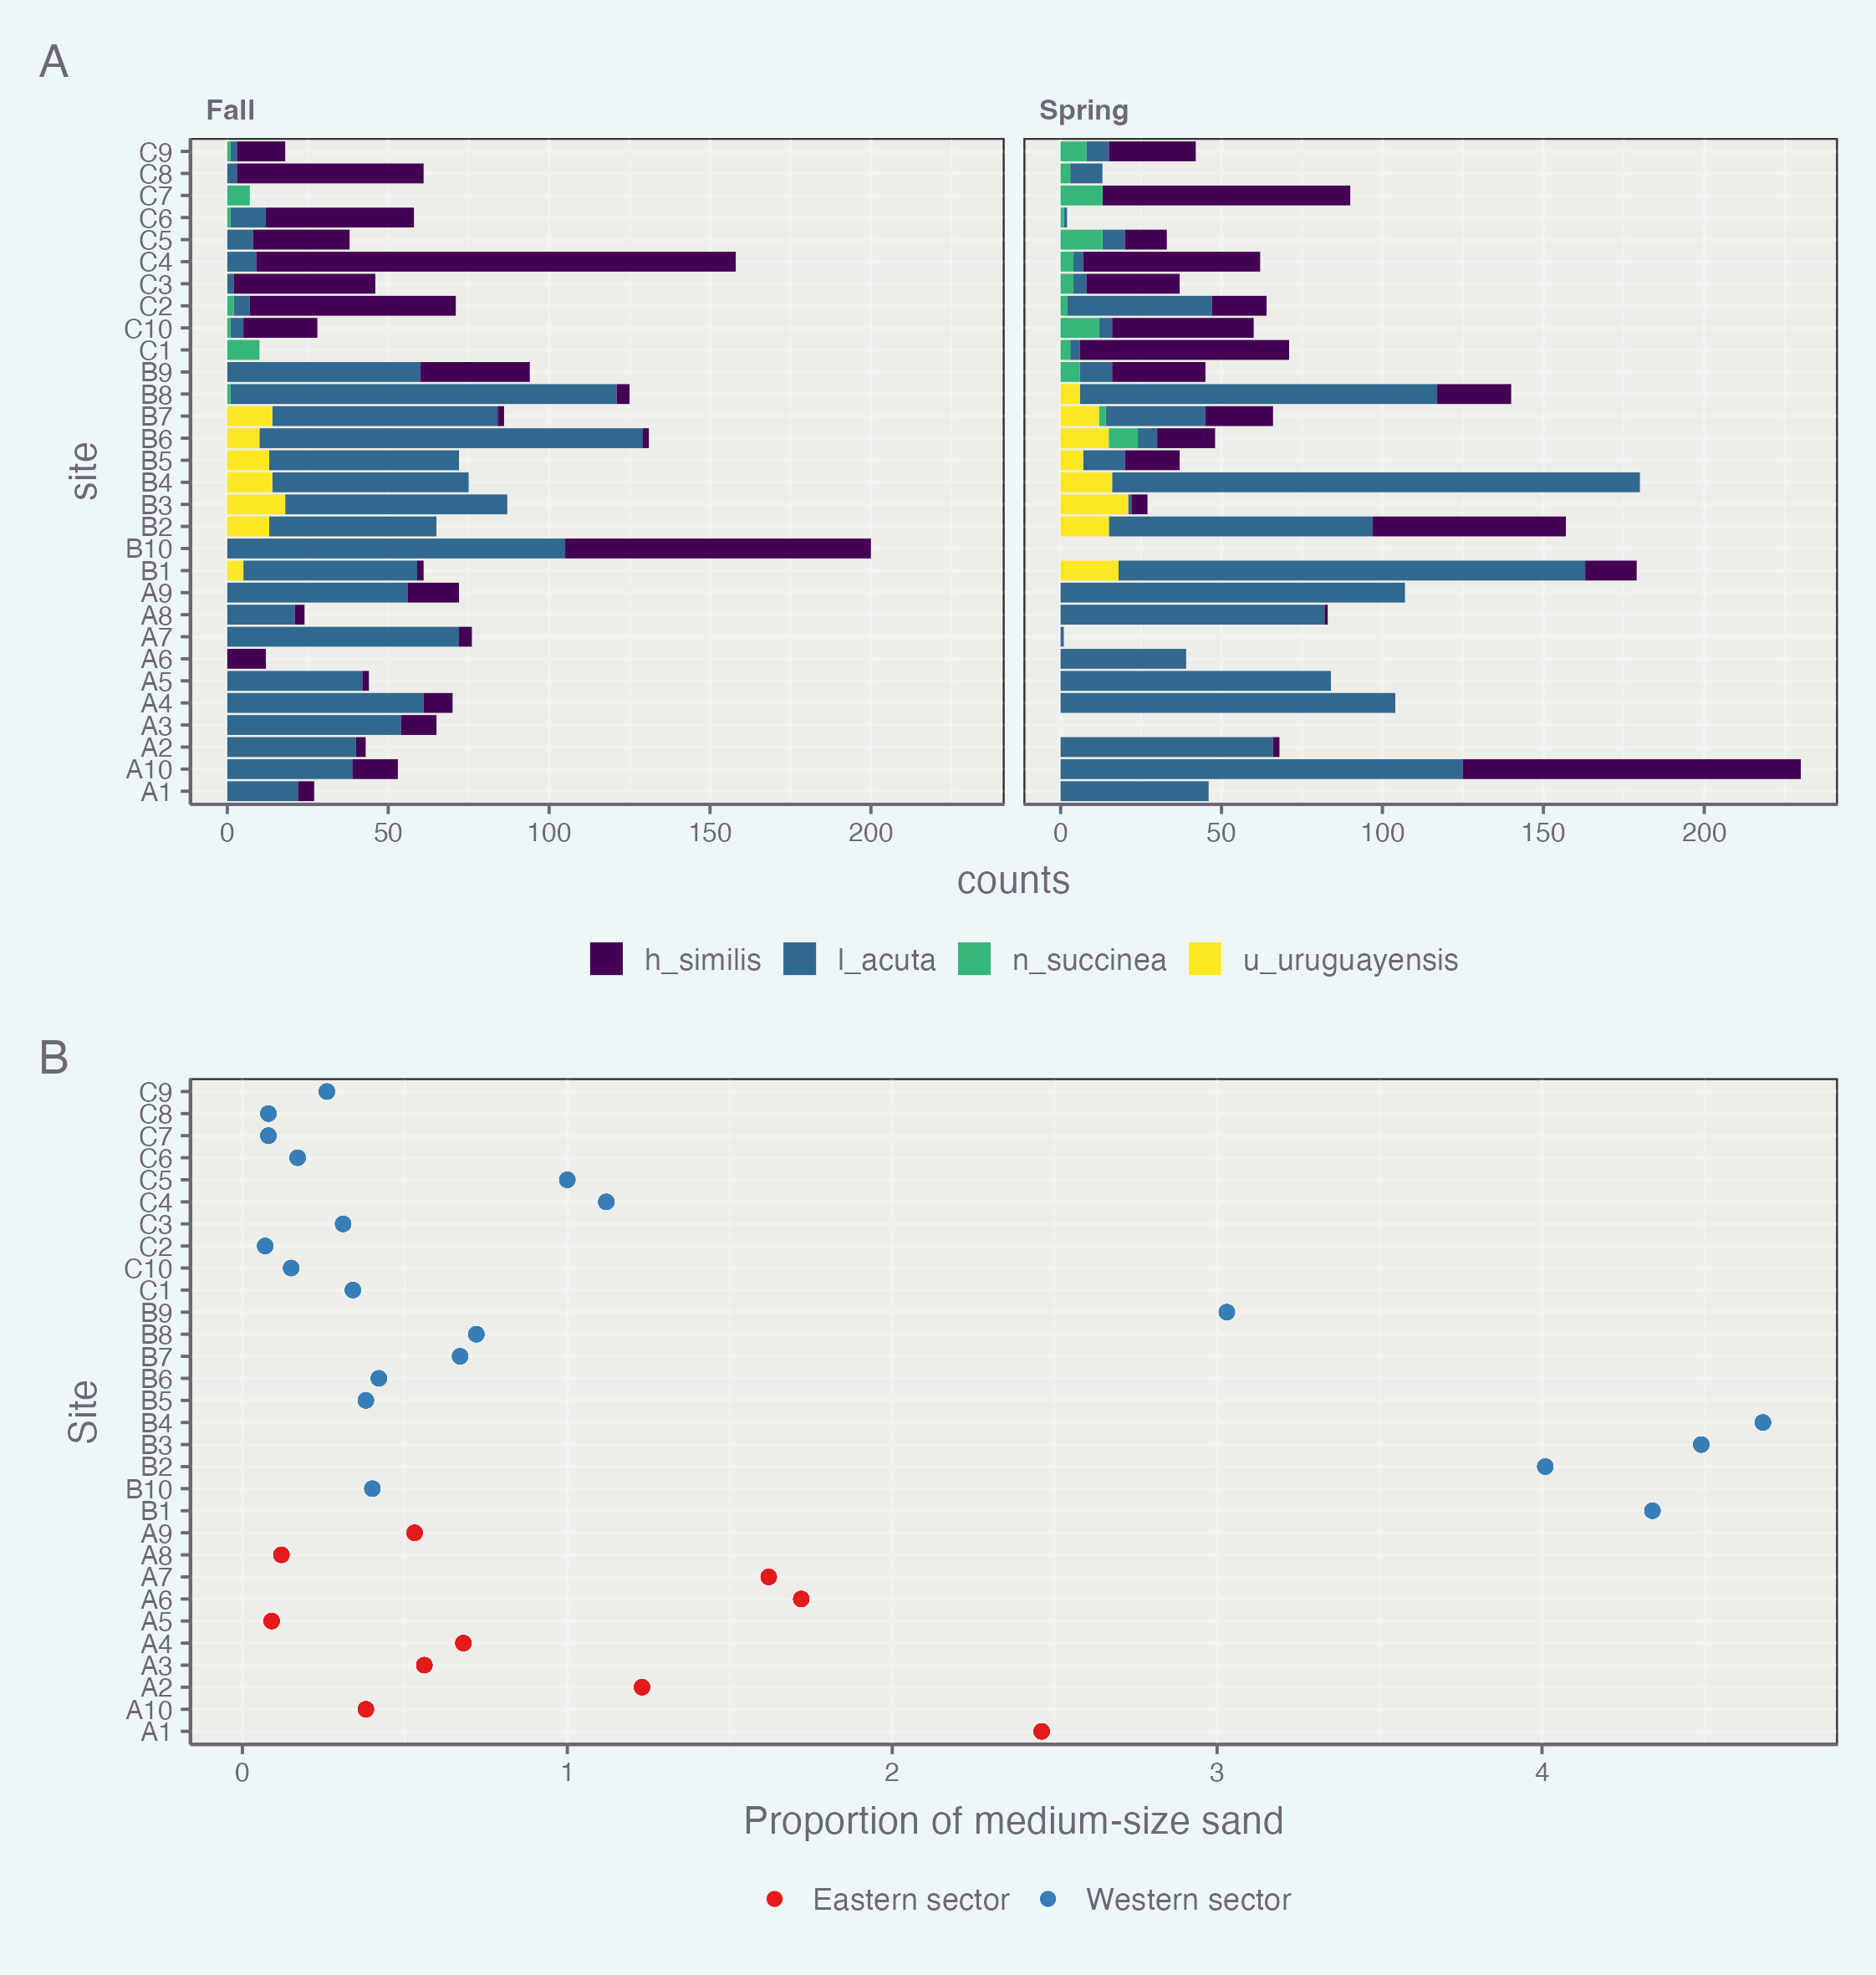 A
Fall
Spring
C9
C8
C7
C6
C5
C4
C3
C2
C10
C1
B9
B8
B7
B6
B5
B4
B3
B2
B10
B1
A9
A8
A7
A6
A5
A4
A3
A2
A10
A1
site
0 50 100 150 200
0 50 100 150 200
counts
h_similis l_acuta n_succinea u_uruguayensis
B
C9
C8
C7
C6
C5
C4
C3
C2
C10
C1
B9
B8
B7
B6
B5
B4
B3
B2
B10
B1
A9
A8
A7
A6
A5
A4
A3
A2
A10
A1
Site
0 1 2 3 4
Proportion of medium-size sand
Eastern sector Western sector